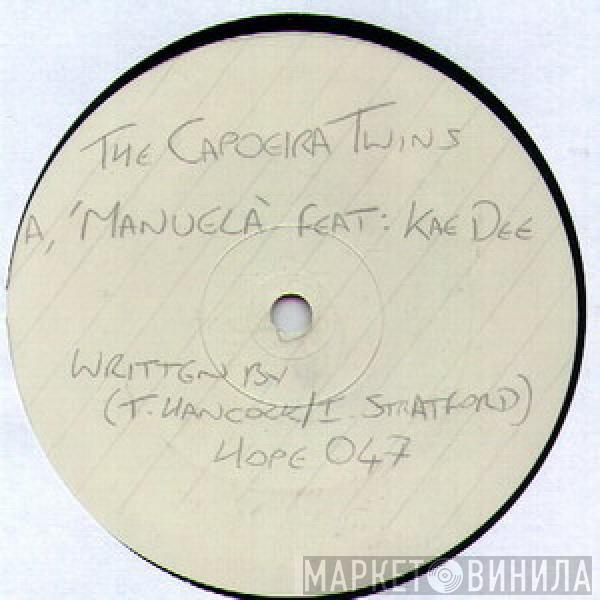 THE CAPOEIRA TWINS
A, 'MANUELA' FEAT: KAE DEE
WRITTEN BY
(T. HANCOCK/I. STRATFORD)
HOPE 047
МАРКЕТ ВИНИЛА